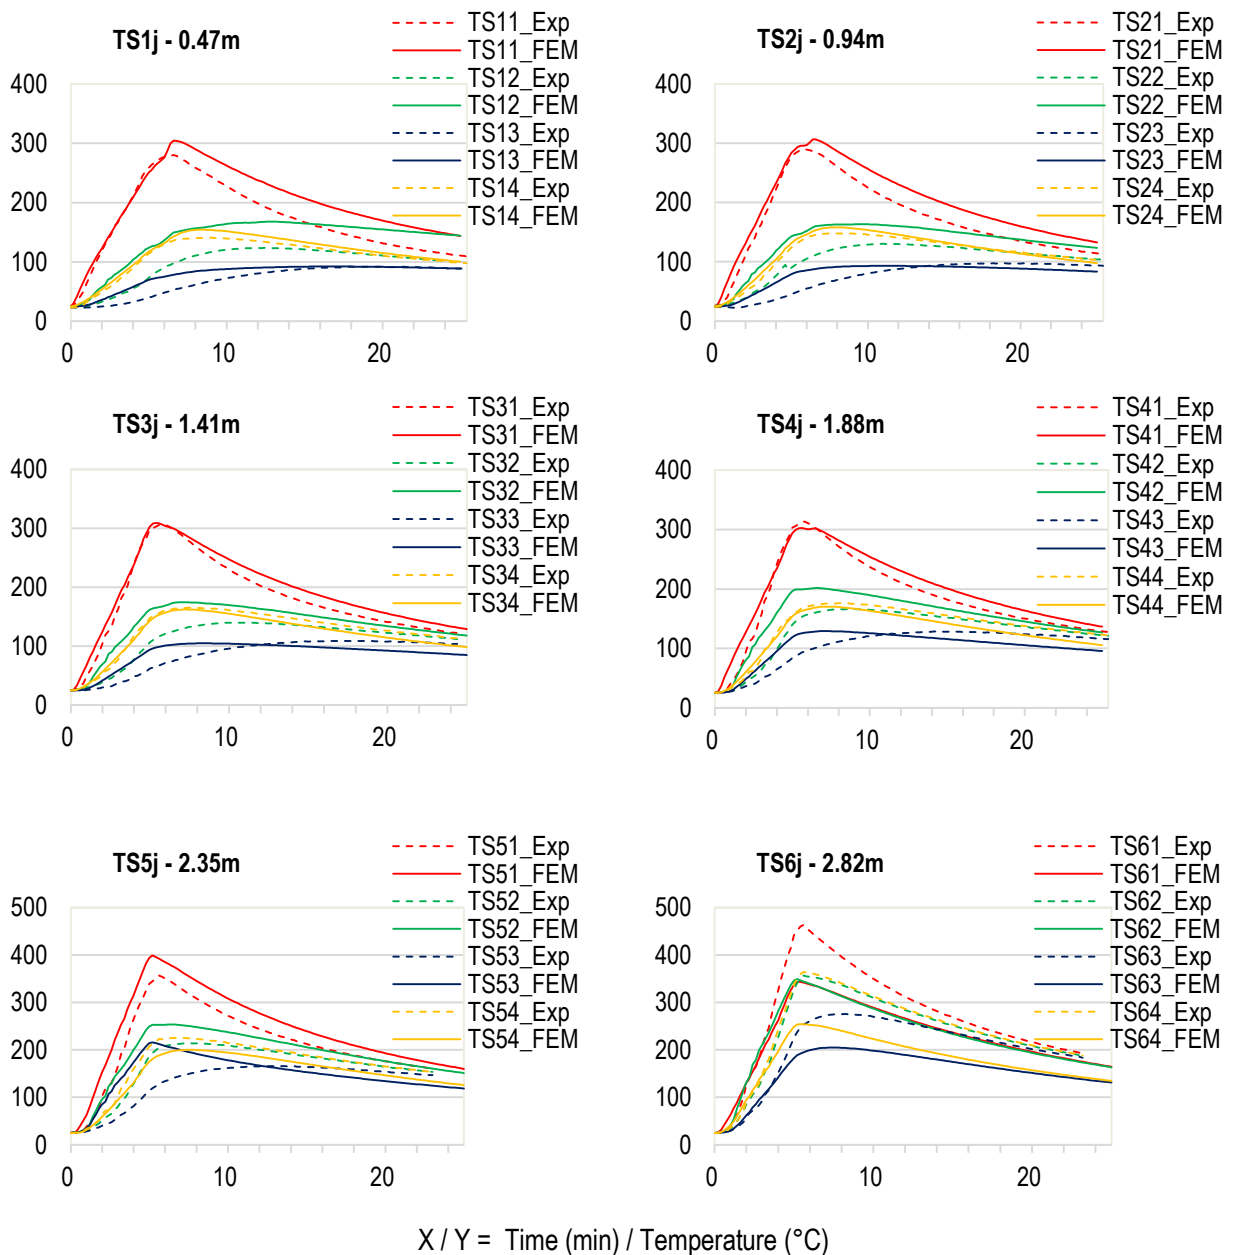 TS1j - 0.47m
TS11_Exp
TS11_FEM
TS12_Exp
TS12_FEM
TS13_Exp
TS13_FEM
TS14_Exp
TS14_FEM
400
300
200
100
0
0 10 20
TS2j - 0.94m
TS21_Exp
TS21_FEM
TS22_Exp
TS22_FEM
TS23_Exp
TS23_FEM
TS24_Exp
TS24_FEM
400
300
200
100
0
0 10 20
TS3j - 1.41m
TS31_Exp
TS31_FEM
TS32_Exp
TS32_FEM
TS33_Exp
TS33_FEM
TS34_Exp
TS34_FEM
400
300
200
100
0
0 10 20
TS4j - 1.88m
TS41_Exp
TS41_FEM
TS42_Exp
TS42_FEM
TS43_Exp
TS43_FEM
TS44_Exp
TS44_FEM
400
300
200
100
0
0 10 20
TS5j - 2.35m
TS51_Exp
TS51_FEM
TS52_Exp
TS52_FEM
TS53_Exp
TS53_FEM
TS54_Exp
TS54_FEM
500
400
300
200
100
0
0 10 20
TS6j - 2.82m
TS61_Exp
TS61_FEM
TS62_Exp
TS62_FEM
TS63_Exp
TS63_FEM
TS64_Exp
TS64_FEM
500
400
300
200
100
0
0 10 20
X / Y = Time (min) / Temperature (°C)